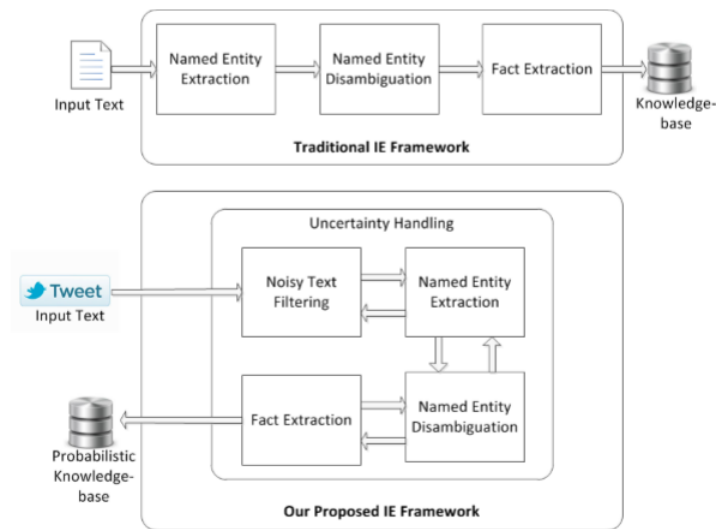 Input Text
Named Entity
Extraction
Named Entity
Disambiguation
Fact Extraction
Knowledge-
base
Traditional IE Framework
Uncertainty Handling
Tweet
Input Text
Noisy Text
Filtering
Named Entity
Extraction
Probabilistic
Knowledge-
base
Fact Extraction
Named Entity
Disambiguation
Our Proposed IE Framework